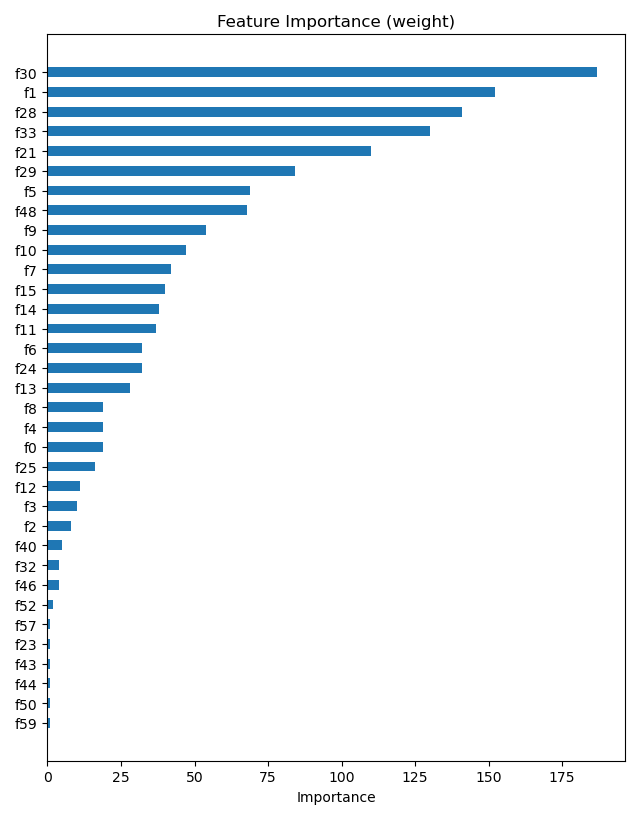 Feature Importance (weight)
f30
f1
f28
f33
f21
f29
f5
f48
f9
f10
f7
f15
f14
f11
f6
f24
f13
f8
f4
f0
f25
f12
f3
f2
f40
f32
f46
f52
f57
f23
f43
f44
f50
f59
0 25 50 75 100 125 150 175
Importance